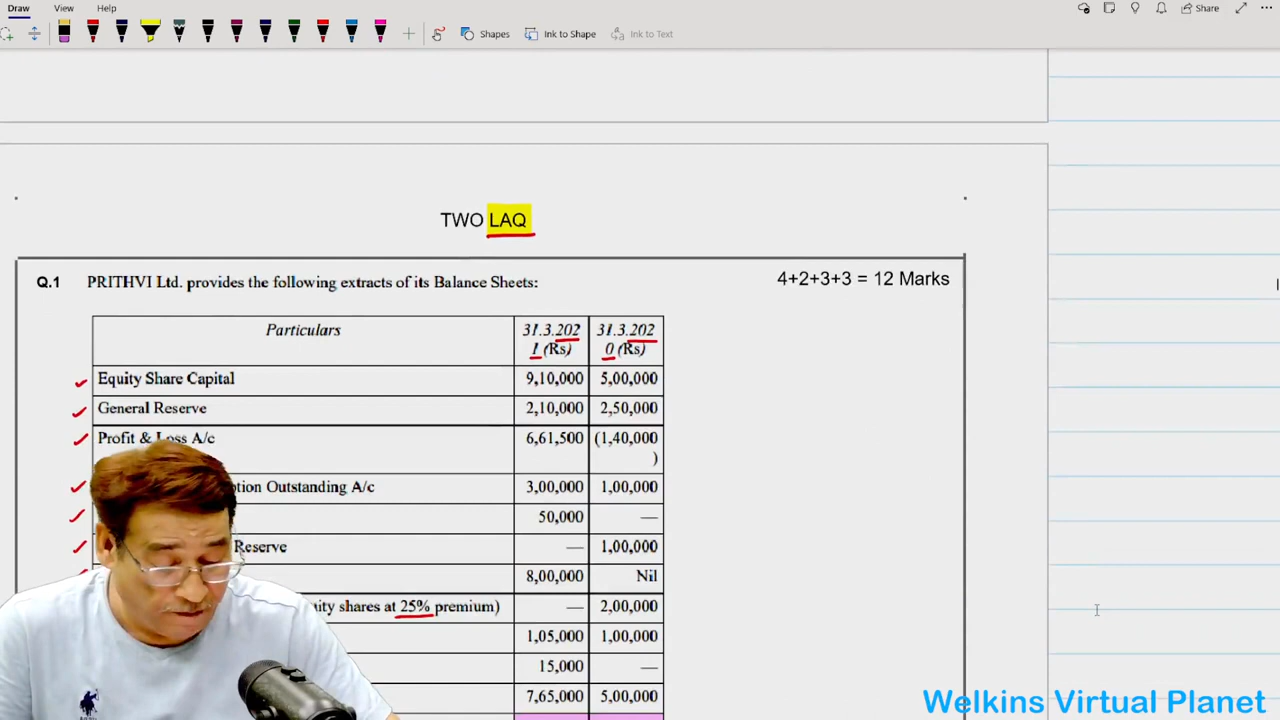 Draw View Share
Shapes Ink to Shape Ink to Text
TWO LAQ
Q.1 PRITHVI Ltd. provides the following extracts of its Balance Sheets: 4+2+3+3 = 12 Marks
Particulars 31.3.202 31.3.202
1 (Rs) 0 (Rs)
Equity Share Capital 9,10,000 5,00,000
General Reserve 2,10,000 2,50,000
Profit & Loss A/c 6,61,500 (1,40,000
)
Outstanding A/c 3,00,000 1,00,000
50,000 —
Reserve — 1,00,000
8,00,000 Nil
shares at 25% premium) — 2,00,000
1,05,000 1,00,000
15,000 —
7,65,000 5,00,000
Welkins Virtual Planet